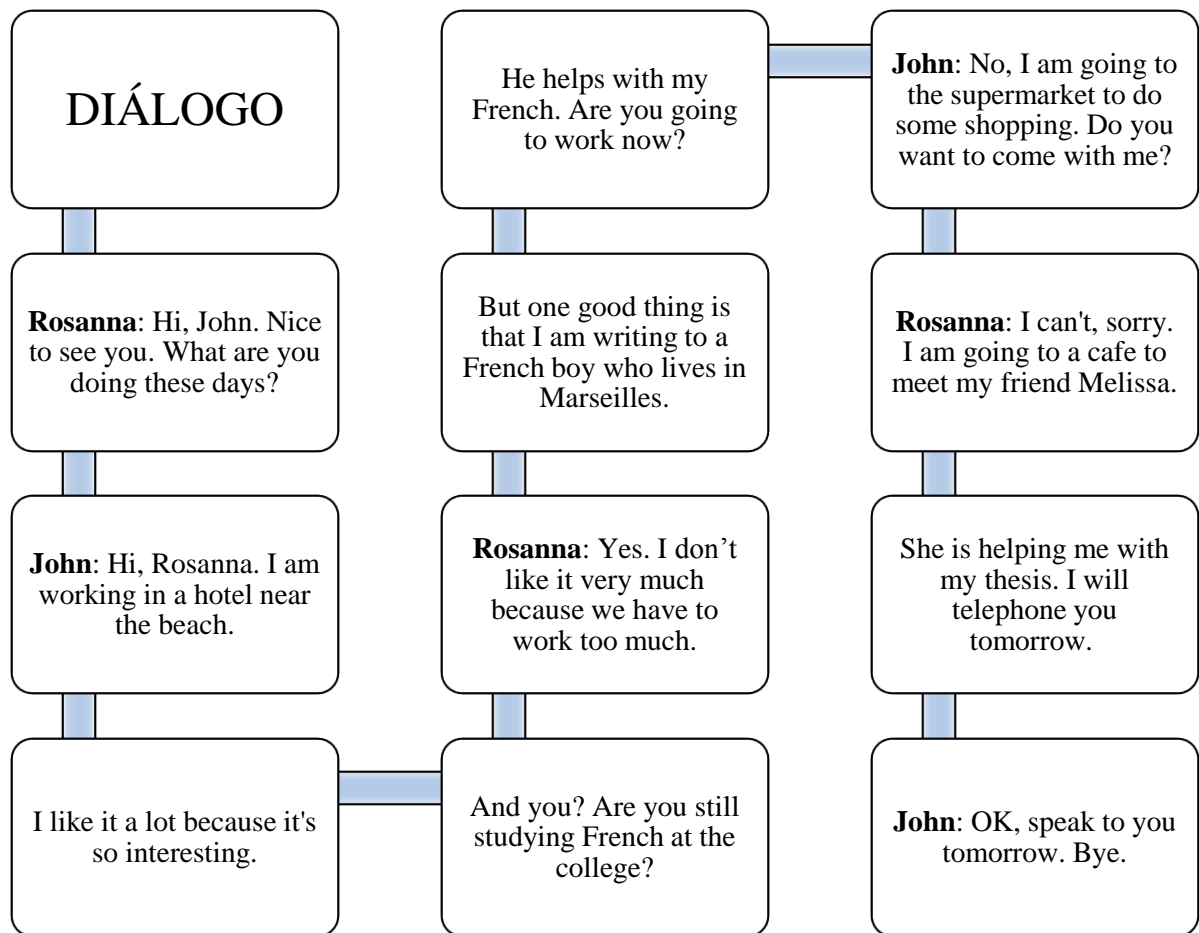 DIÁLOGO
Rosanna: Hi, John. Nice
to see you. What are you
doing these days?
John: Hi, Rosanna. I am
working in a hotel near
the beach.
I like it a lot because it's
so interesting.
And you? Are you still
studying French at the
college?
Rosanna: Yes. I don’t
like it very much
because we have to
work too much.
But one good thing is
that I am writing to a
French boy who lives in
Marseilles.
He helps with my
French. Are you going
to work now?
John: No, I am going to
the supermarket to do
some shopping. Do you
want to come with me?
Rosanna: I can't, sorry.
I am going to a cafe to
meet my friend Melissa.
She is helping me with
my thesis. I will
telephone you
tomorrow.
John: OK, speak to you
tomorrow. Bye.